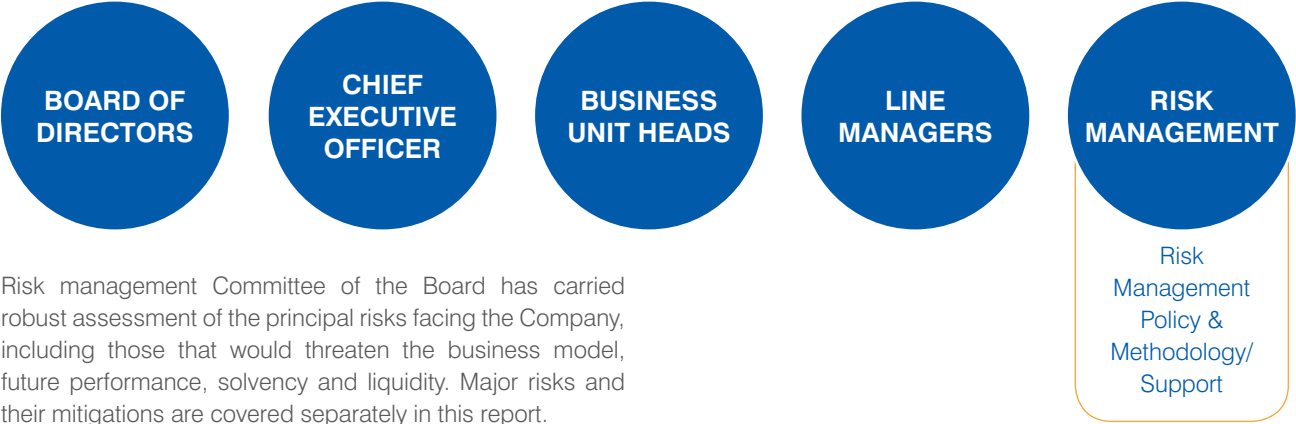 BOARD OF
DIRECTORS
CHIEF
EXECUTIVE
OFFICER
BUSINESS
UNIT HEADS
LINE
MANAGERS
RISK
MANAGEMENT
Risk
Management
Policy &
Methodology/
Support
Risk management Committee of the Board has carried
robust assessment of the principal risks facing the Company,
including those that would threaten the business model,
future performance, solvency and liquidity. Major risks and
their mitigations are covered separately in this report.